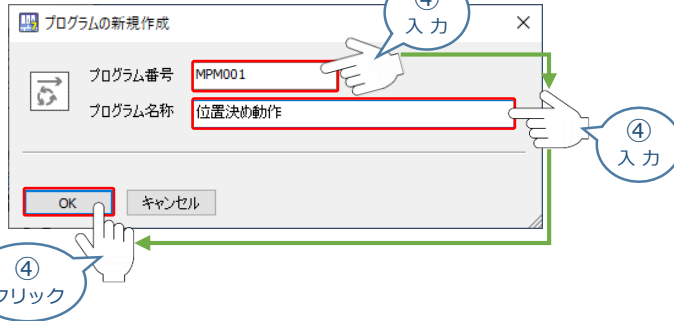 プログラムの新規作成
④
入 力
プログラム番号 MPM001
プログラム名称 位置決め動作
④
入 力
OK キャンセル
④
クリック